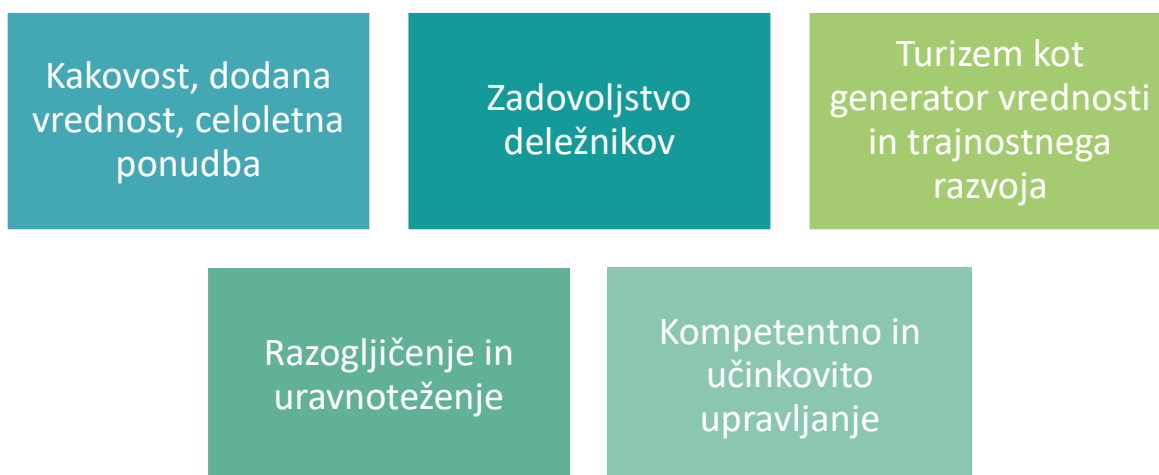 Kakovost, dodana
vrednost, celoletna
ponudba
Zadovoljstvo
deležnikov
Turizem kot
generator vrednosti
in trajnostnega
razvoja
Razogljičenje in
uravnoteženje
Kompetentno in
učinkovito
upravljanje